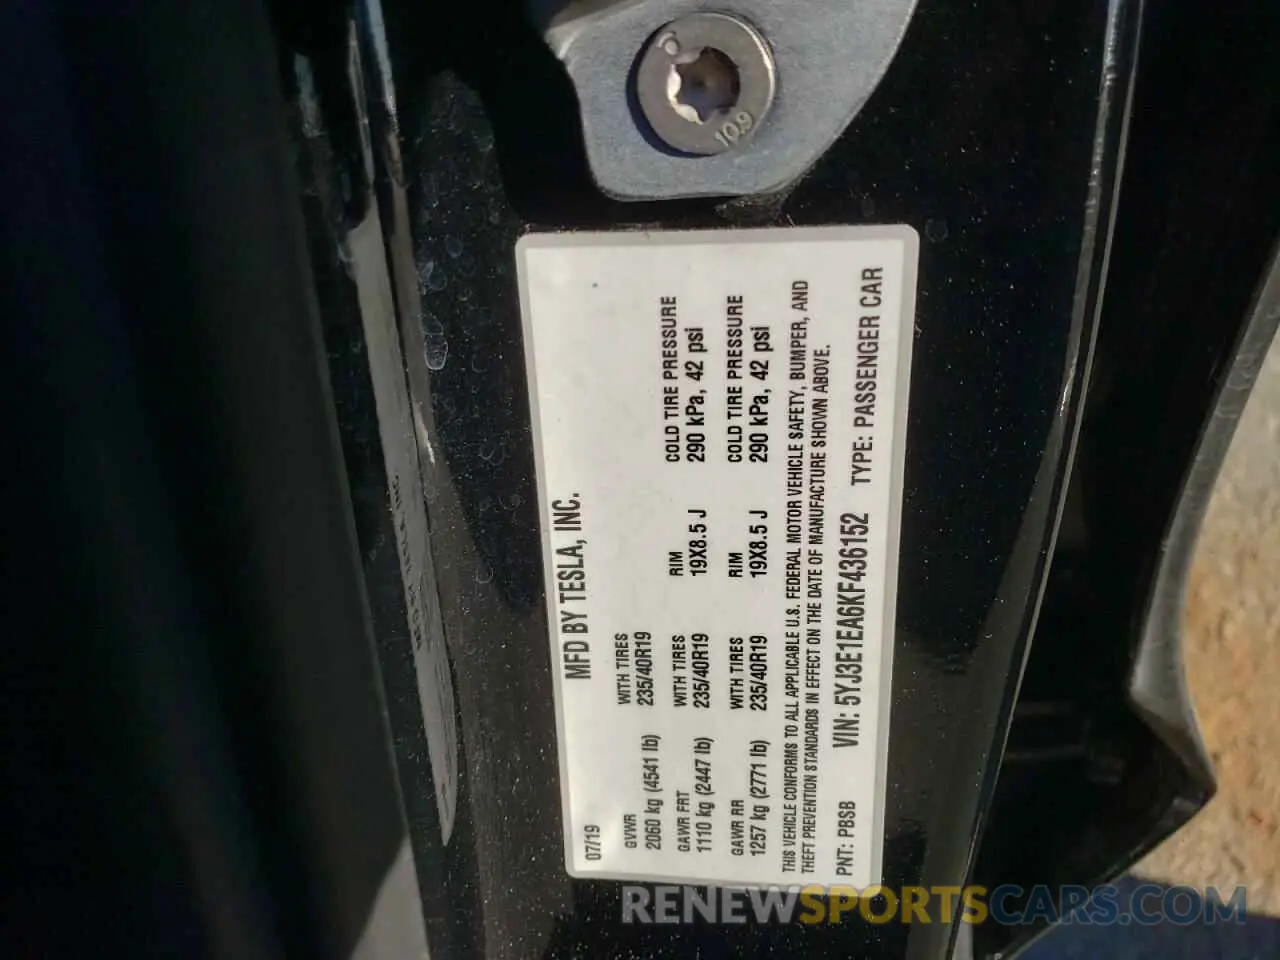 10.9
MFD BY TESLA, INC.
07/19
GVWR
2060 kg (4541 lb)
WITH TIRES
235/40R19
GAWR FRT
1110 kg (2447 lb)
WITH TIRES
235/40R19
RIM
19X8.5 J
COLD TIRE PRESSURE
290 kPa, 42 psi
GAWR RR
1257 kg (2771 lb)
WITH TIRES
235/40R19
RIM
19X8.5 J
COLD TIRE PRESSURE
290 kPa, 42 psi
THIS VEHICLE CONFORMS TO ALL APPLICABLE U.S. FEDERAL MOTOR VEHICLE SAFETY, BUMPER, AND
THEFT PREVENTION STANDARDS IN EFFECT ON THE DATE OF MANUFACTURE SHOWN ABOVE.
PNT: PBSB VIN: 5YJ3E1EA6KF436152 TYPE: PASSENGER CAR
RENEWSPORTSCARS.COM